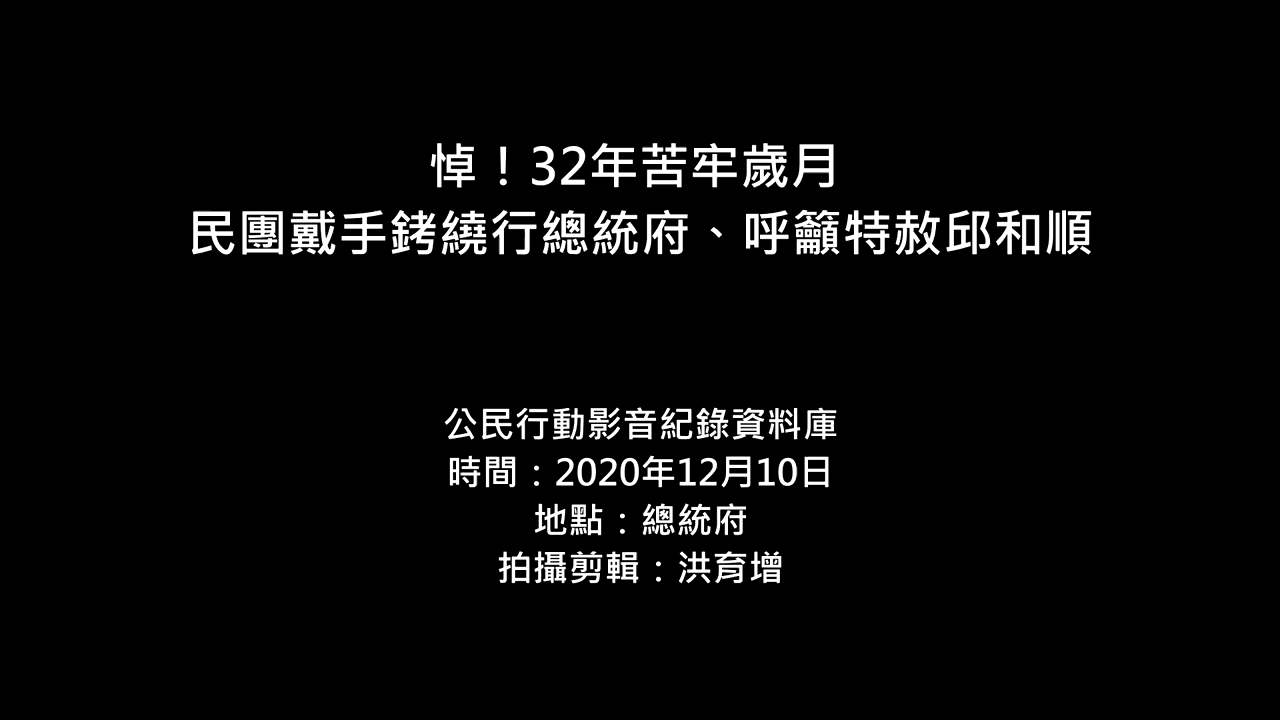 悼！32年苦牢歲月
民團戴手銬繞行總統府、呼籲特赦邱和順
公民行動影音紀錄資料庫
時間：2020年12月10日
地點：總統府
拍攝剪輯：洪育增